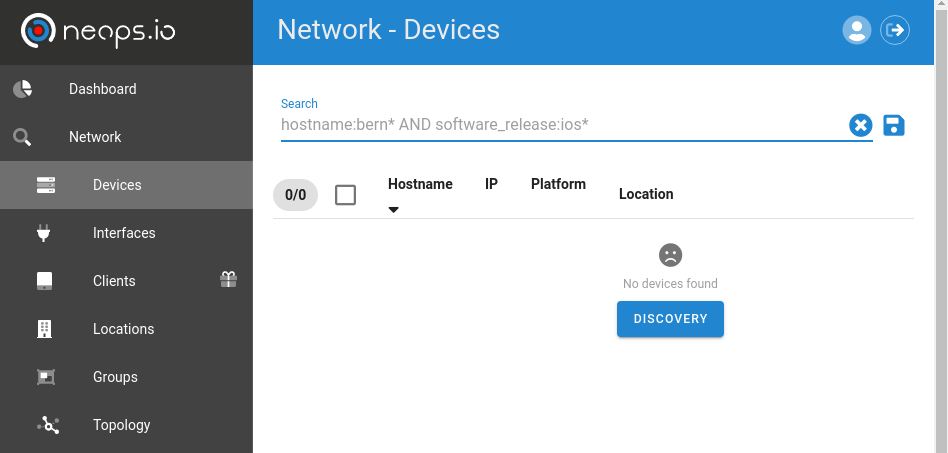 neops.io
Network - Devices
Dashboard
Network
Devices
Interfaces
Clients
Locations
Groups
Topology
Search
hostname:bern* AND software_release:ios*
0/0 Hostname IP Platform Location
No devices found
DISCOVERY